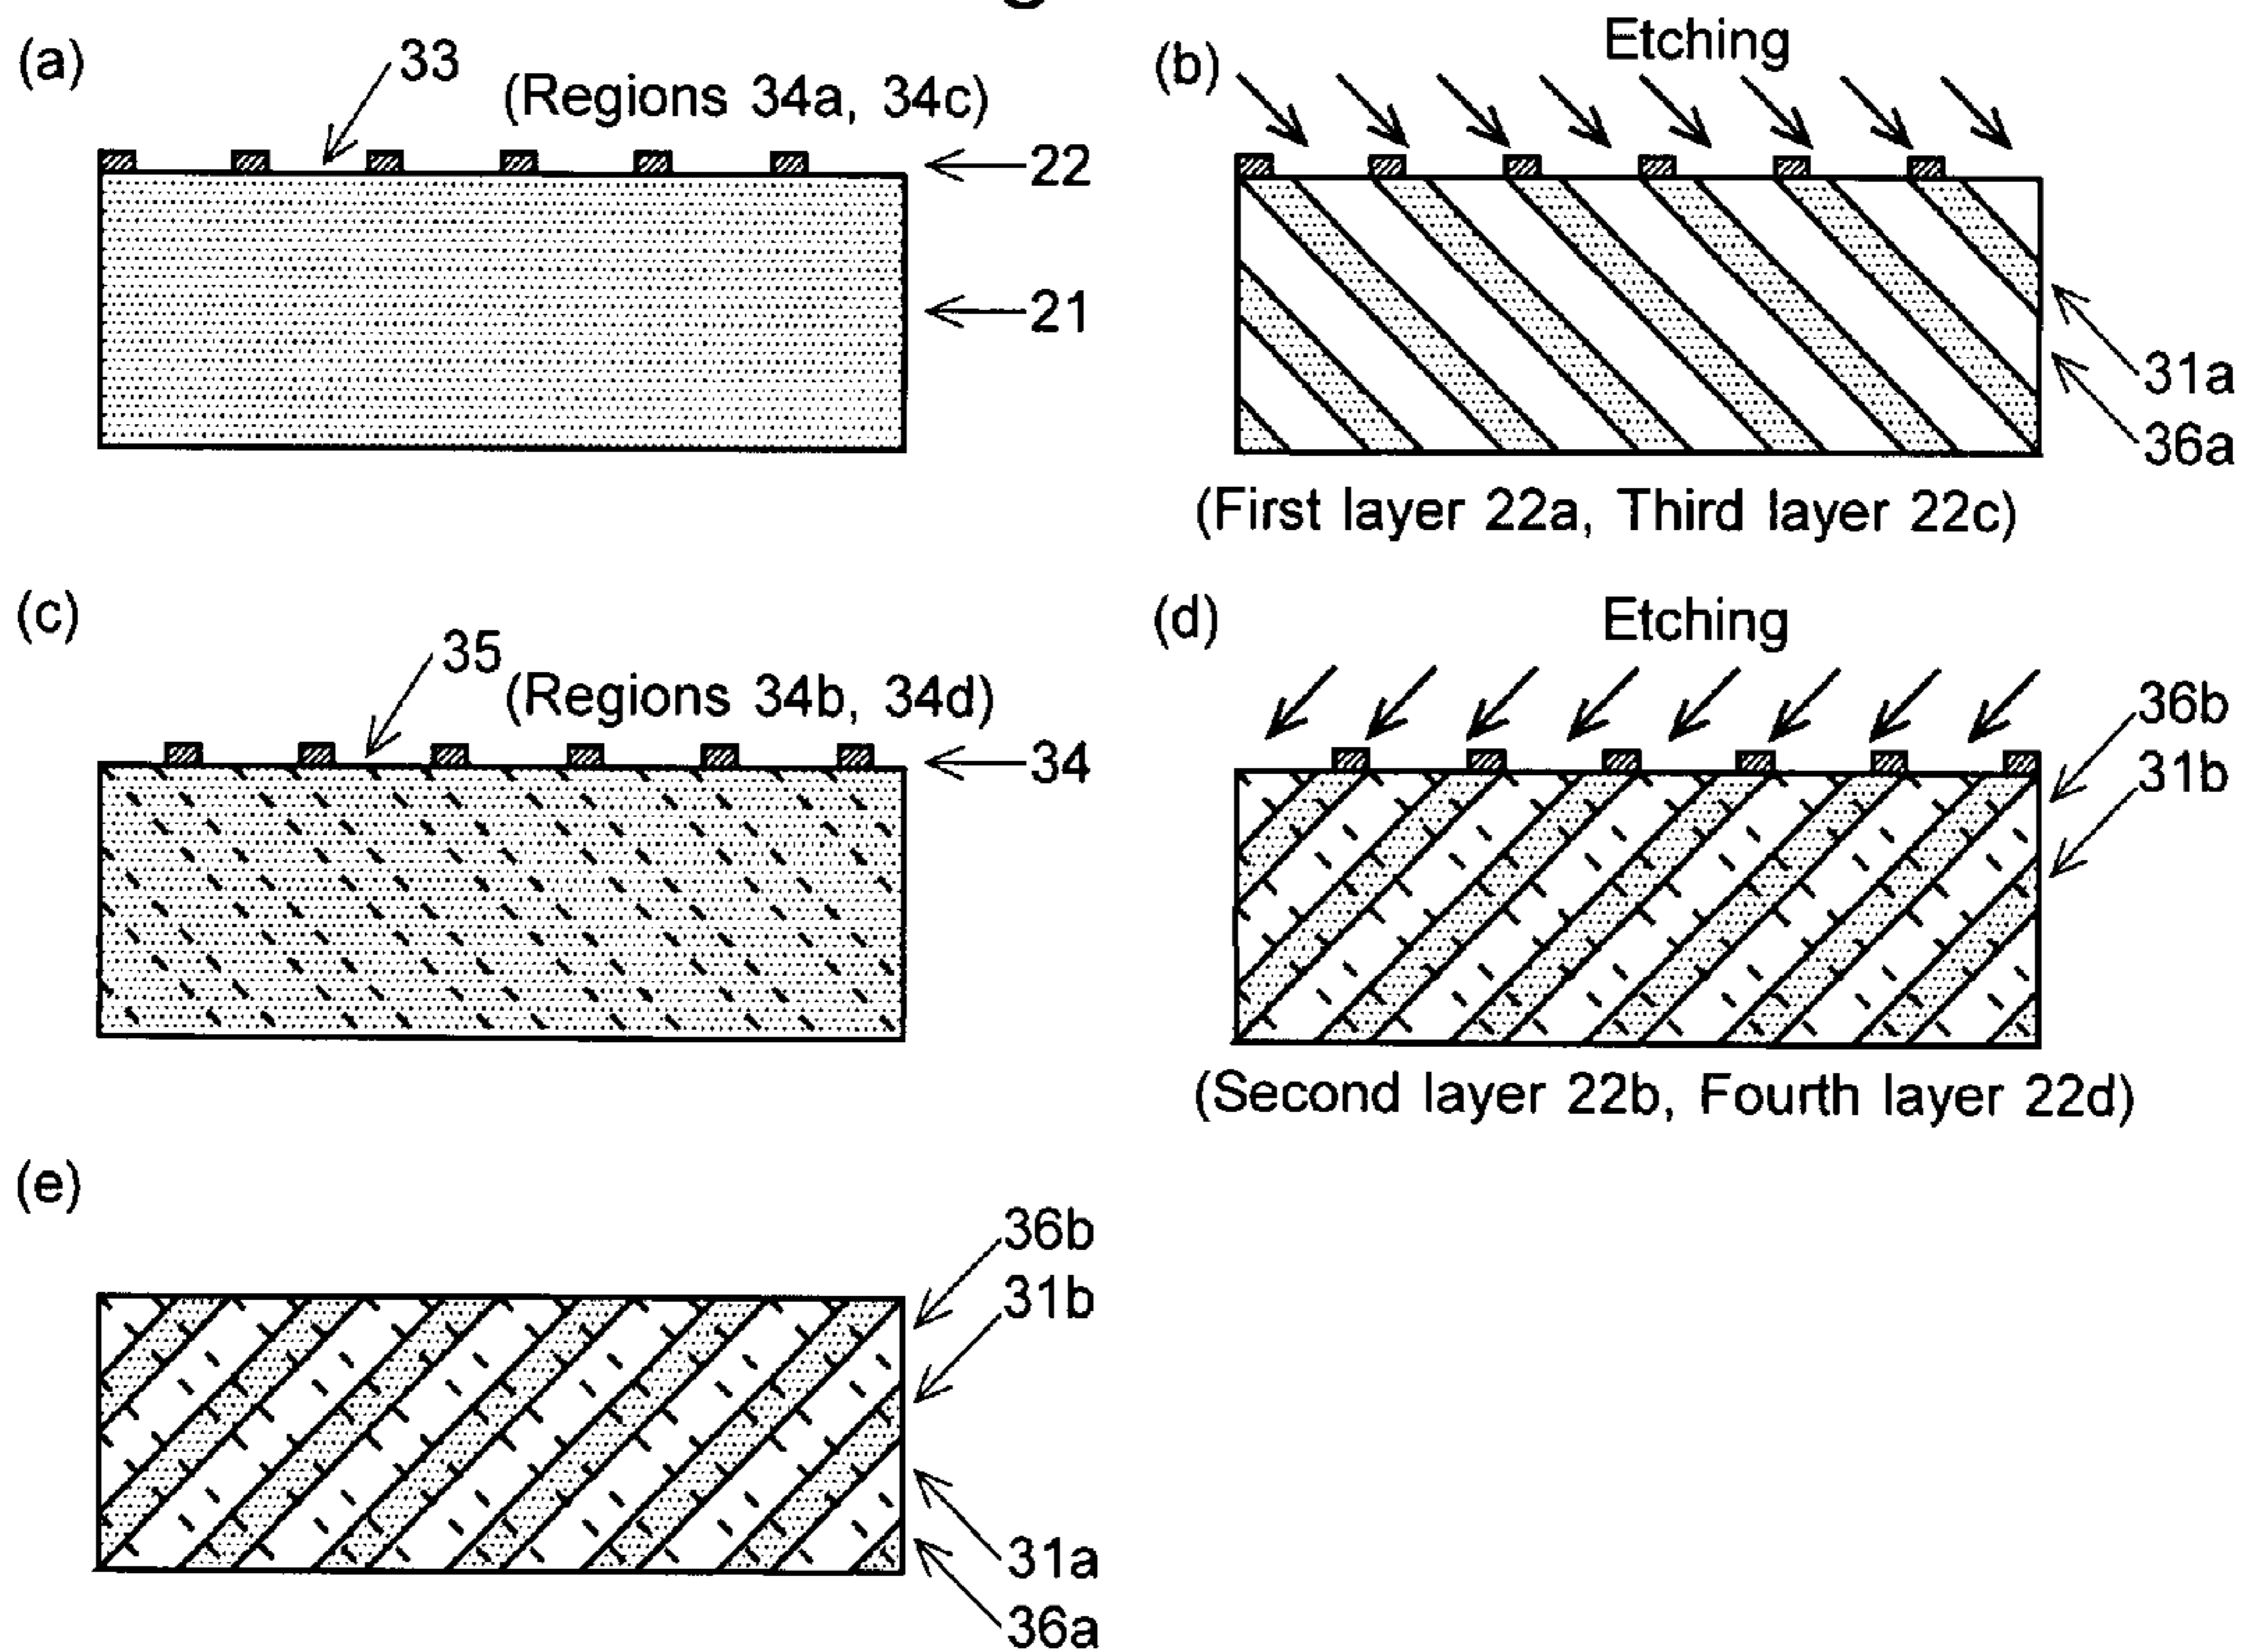 (a)
33
(Regions 34a, 34c)
22
21
(b)
Etching
31a
36a
(First layer 22a, Third layer 22c)
(c)
35
(Regions 34b, 34d)
34
(d)
Etching
36b
31b
(Second layer 22b, Fourth layer 22d)
(e)
36b
31b
31a
36a